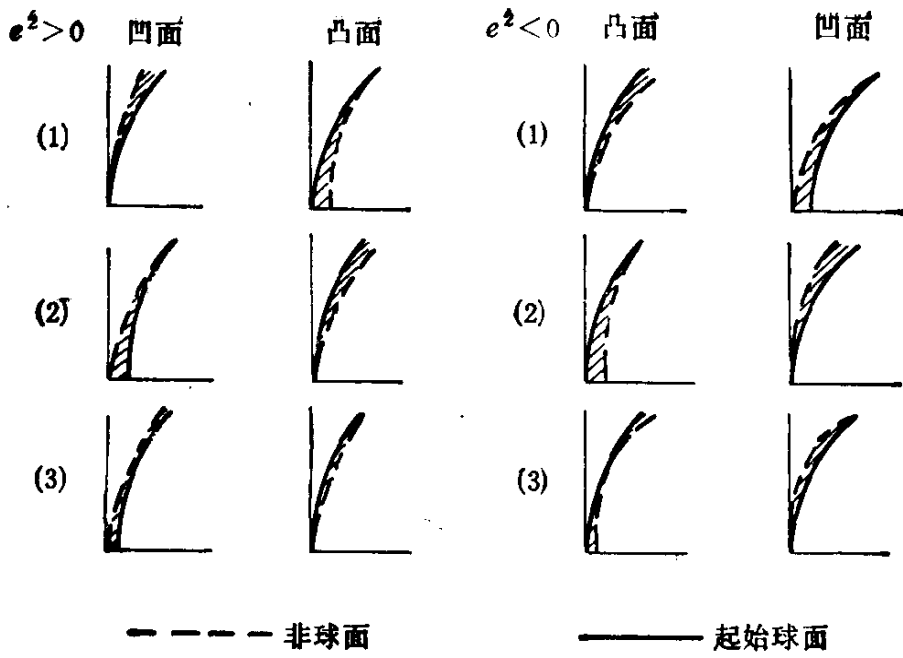 e²>0 凹面 凸面 e²<0 凸面 凹面
(1) (1)
(2) (2)
(3) (3)
非球面 起始球面